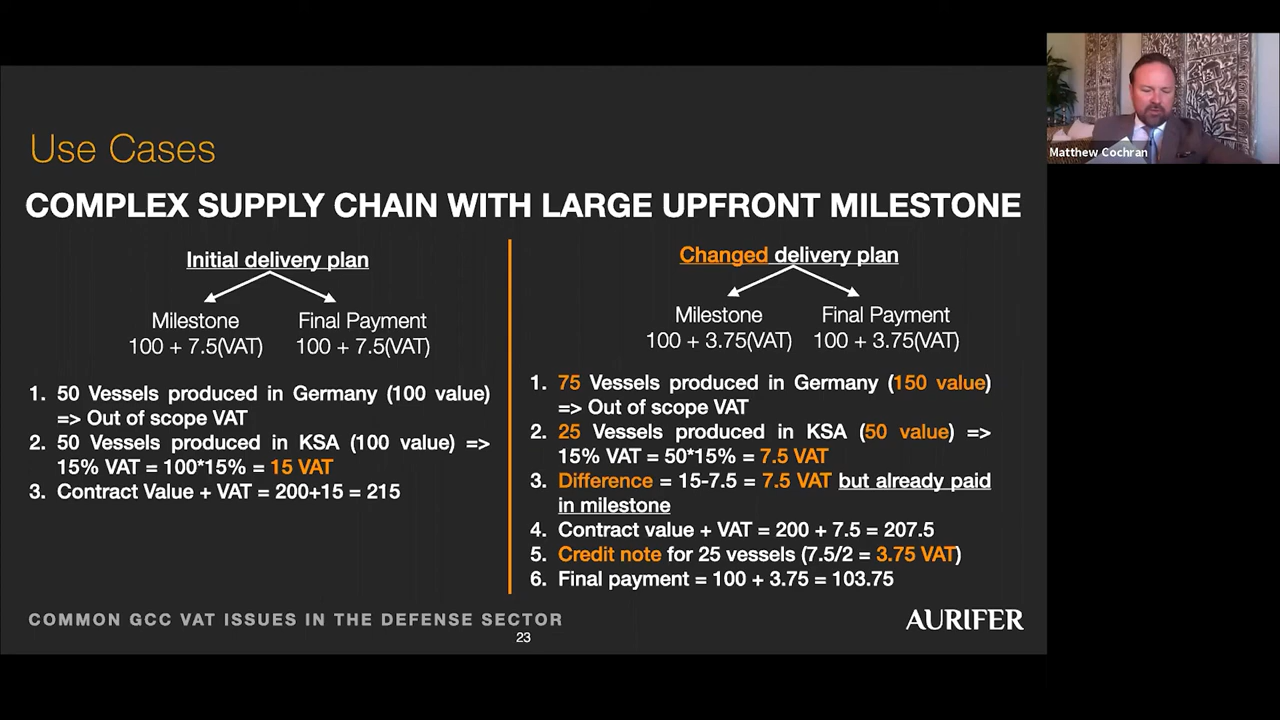 Use Cases
COMPLEX SUPPLY CHAIN WITH LARGE UPFRONT MILESTONE
Initial delivery plan
Milestone
100 + 7.5(VAT)
Final Payment
100 + 7.5(VAT)
1. 50 Vessels produced in Germany (100 value)
=> Out of scope VAT
2. 50 Vessels produced in KSA (100 value) =>
15% VAT = 100*15% = 15 VAT
3. Contract Value + VAT = 200+15 = 215
Changed delivery plan
Milestone
100 + 3.75(VAT)
Final Payment
100 + 3.75(VAT)
1. 75 Vessels produced in Germany (150 value)
=> Out of scope VAT
2. 25 Vessels produced in KSA (50 value) =>
15% VAT = 50*15% = 7.5 VAT
3. Difference = 15-7.5 = 7.5 VAT but already paid
in milestone
4. Contract value + VAT = 200 + 7.5 = 207.5
5. Credit note for 25 vessels (7.5/2 = 3.75 VAT)
6. Final payment = 100 + 3.75 = 103.75
COMMON GCC VAT ISSUES IN THE DEFENSE SECTOR
23
AURIFER
Matthew Cochran